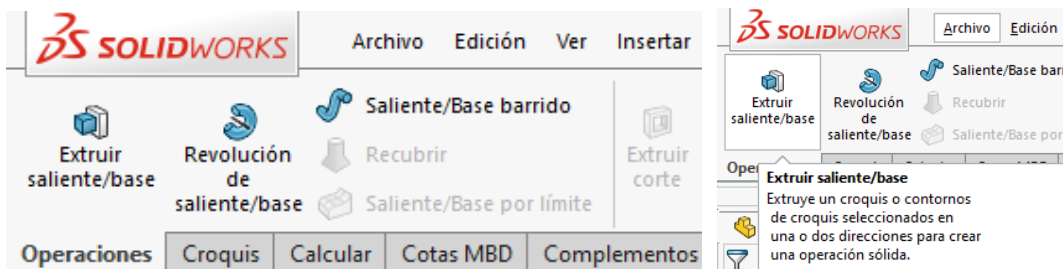 SOLIDWORKS Archivo Edición Ver Insertar
Extruir
saliente/base
Revolución
de
saliente/base
Saliente/Base barrido
Recubrir
Saliente/Base por límite
Extruir
corte
Operaciones Croquis Calcular Cotas MBD Complementos
SOLIDWORKS Archivo Edición
Extruir
saliente/base
Revolución
de
saliente/base
Saliente/Base
Recubrir
Saliente/Base por
Extruir saliente/base
Extruye un croquis o contornos
de croquis seleccionados en
una o dos direcciones para crear
una operación sólida.